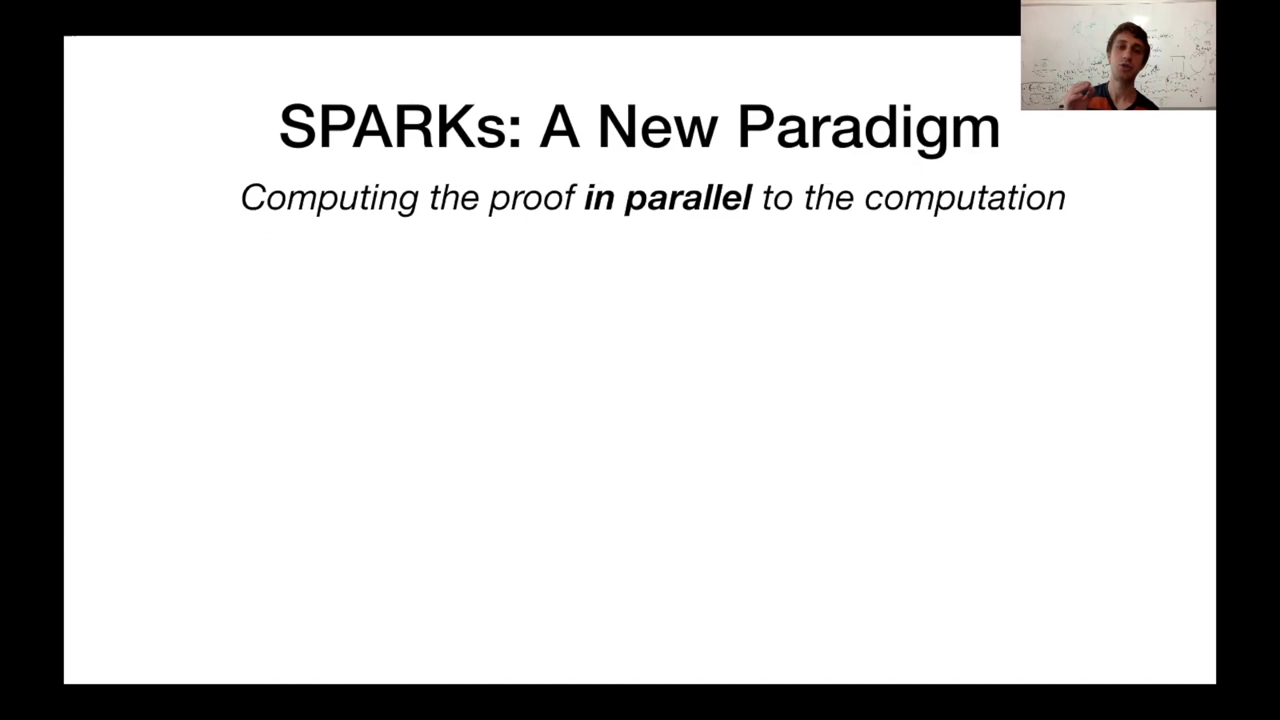 SPARKs: A New Paradigm
Computing the proof in parallel to the computation